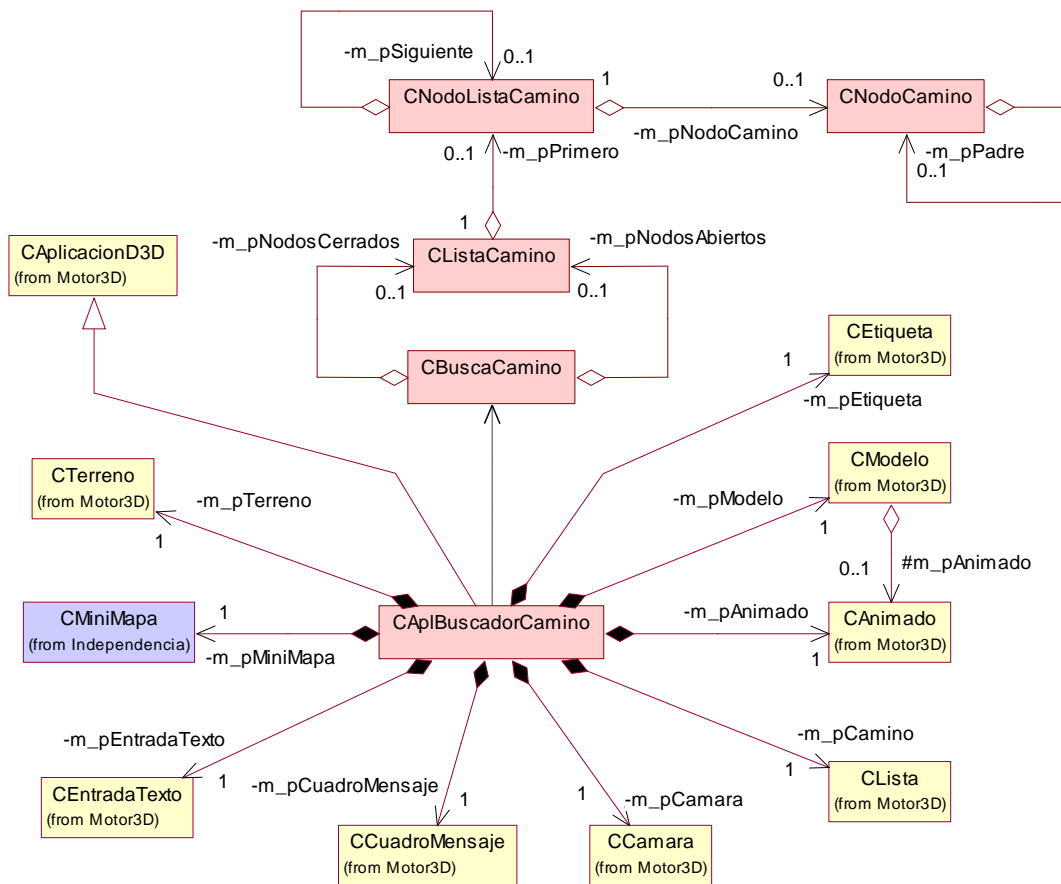 -m_pSiguiente
0..1
1
0..1
CNodoListaCamino
CNodoCamino
-m_pNodoCamino
0..1
-m_pPrimero
-m_pPadre
0..1
1
-m_pNodosCerrados
-m_pNodosAbiertos
CAplicacionD3D
(from Motor3D)
CListaCamino
0..1
0..1
CEtiqueta
(from Motor3D)
1
CBuscaCamino
-m_pEtiqueta
CTerreno
(from Motor3D)
-m_pTerreno
1
CModelo
(from Motor3D)
-m_pModelo
1
0..1
#m_pAnimado
CMiniMapa
(from Independencia)
1
-m_pMiniMapa
CAplBuscadorCamino
-m_pAnimado
1
CAnimado
(from Motor3D)
-m_pEntradaTexto
1
CEntradaTexto
(from Motor3D)
-m_pCuadroMensaje
1
CCuadroMensaje
(from Motor3D)
1
-m_pCamara
CCamara
(from Motor3D)
-m_pCamino
1
CLista
(from Motor3D)